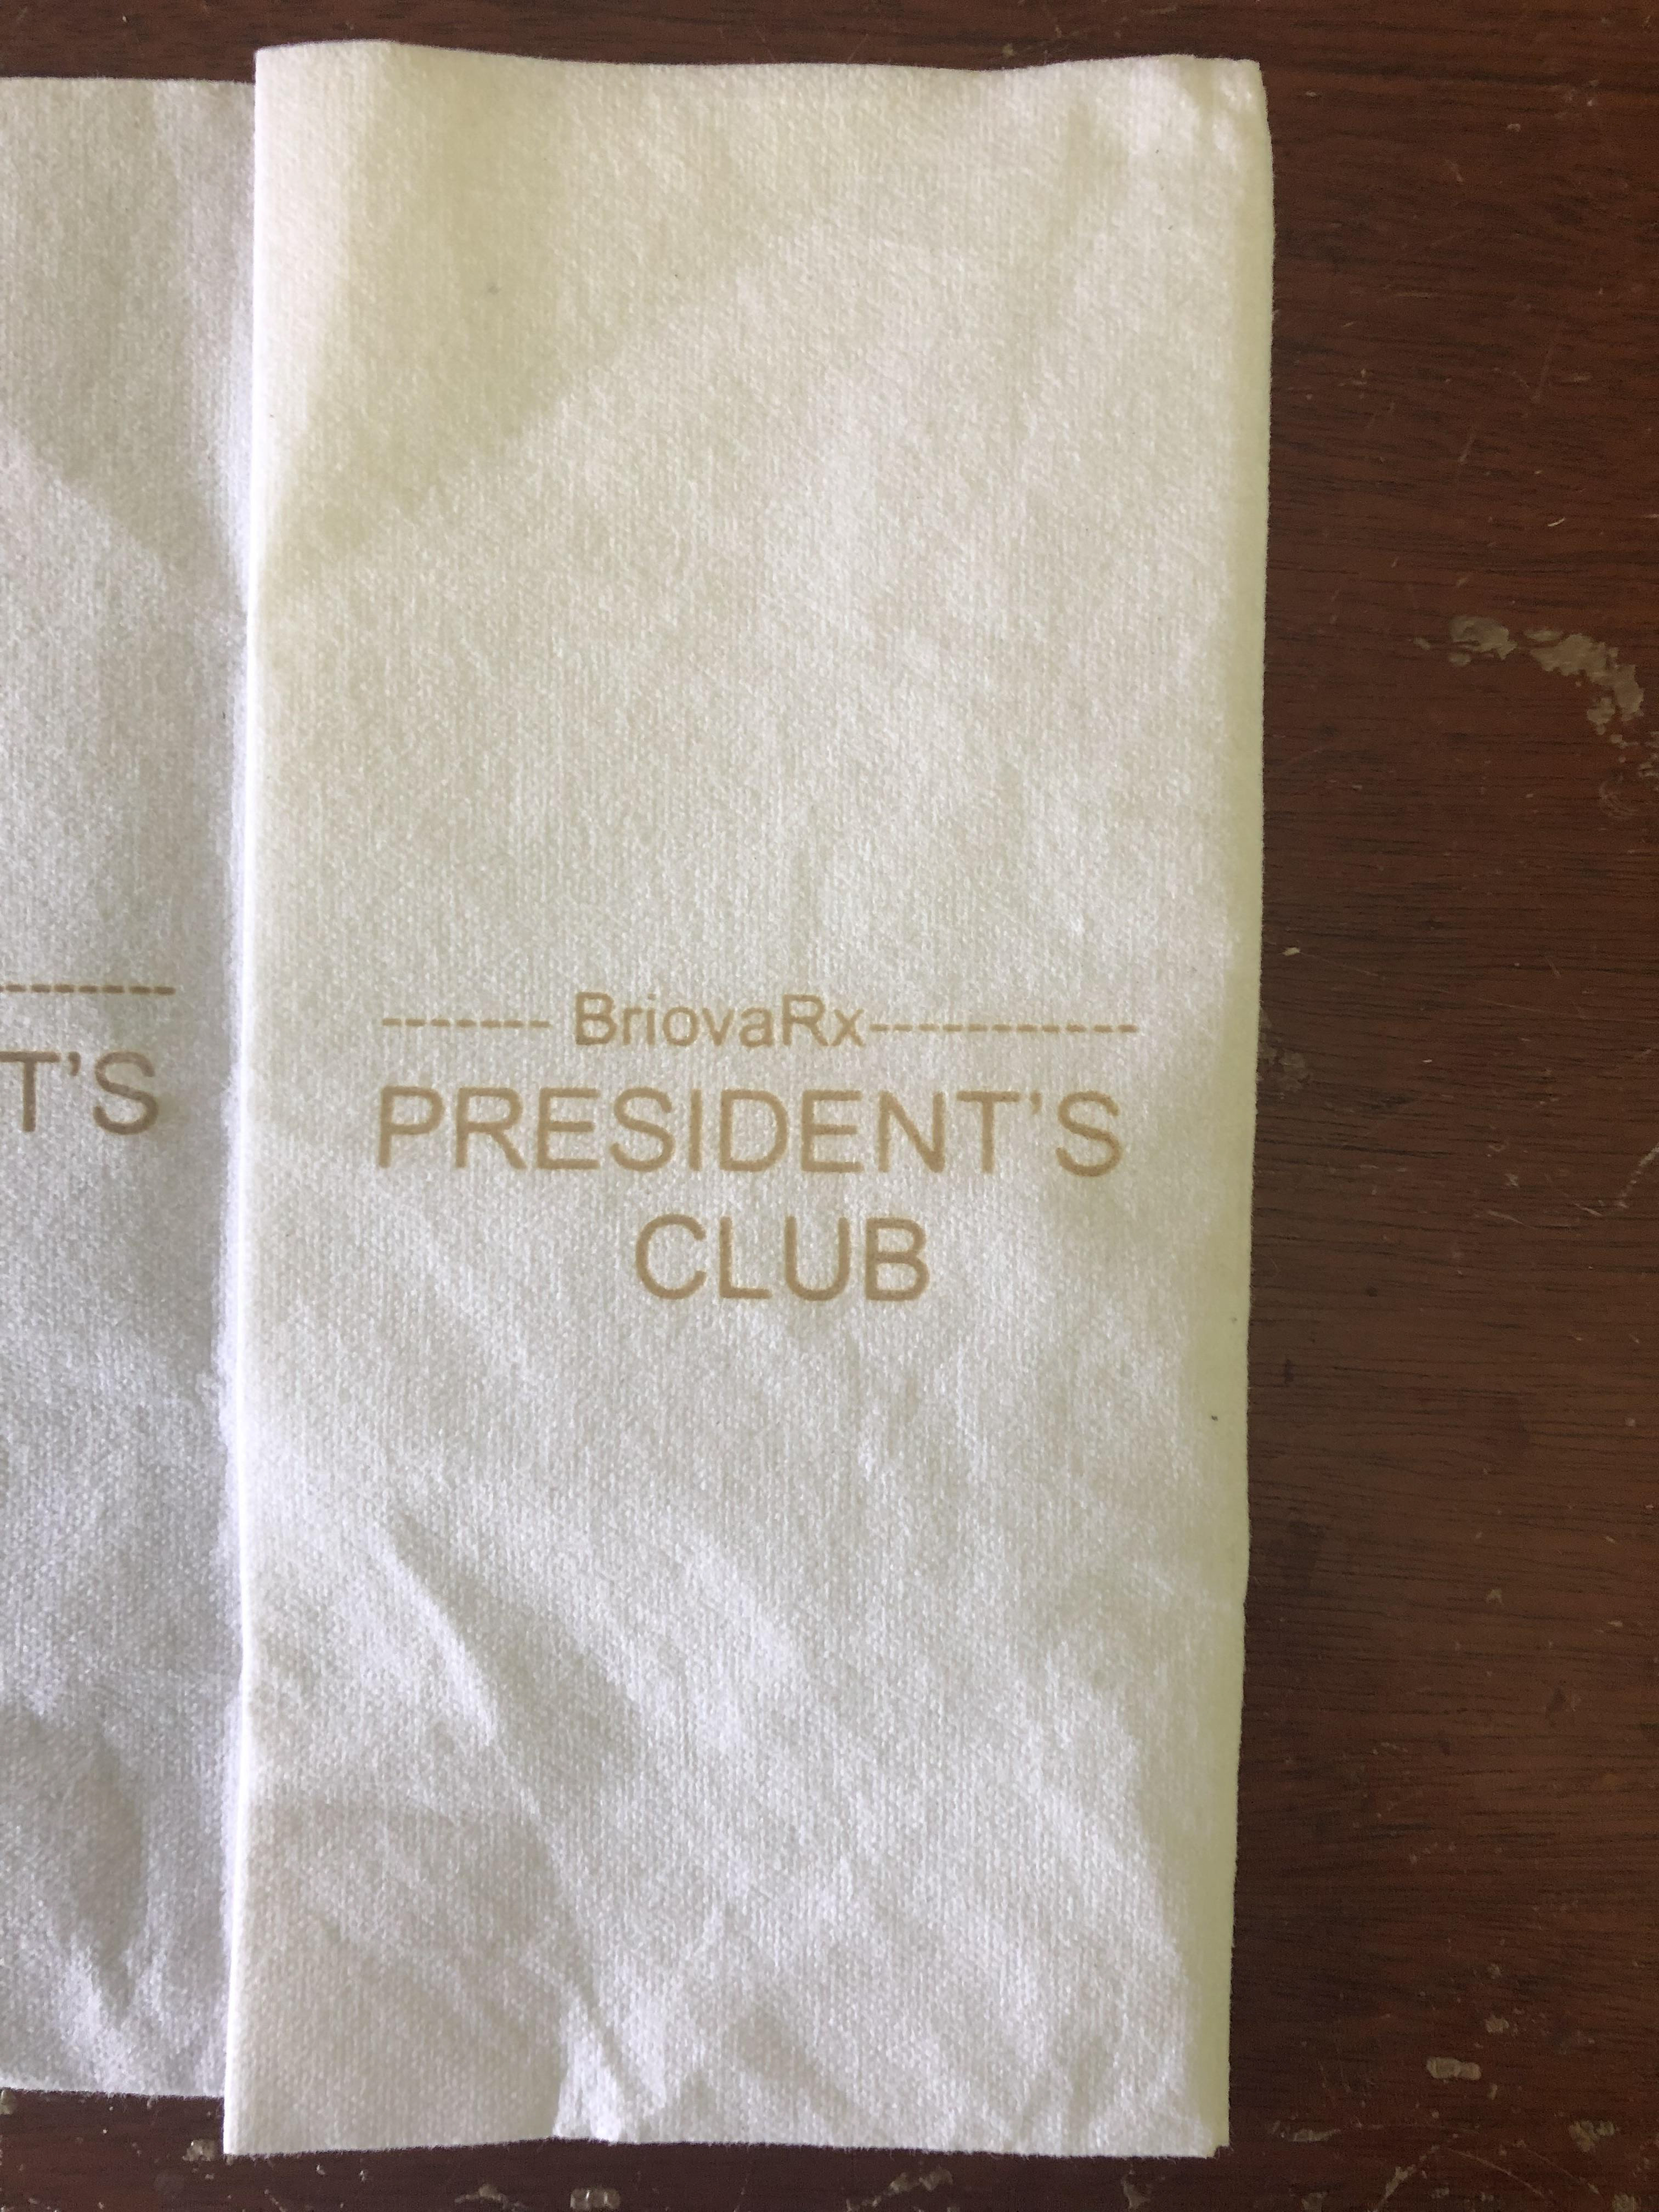 ------- BriovaRx-----------
PRESIDENT'S
CLUB
-------
T'S